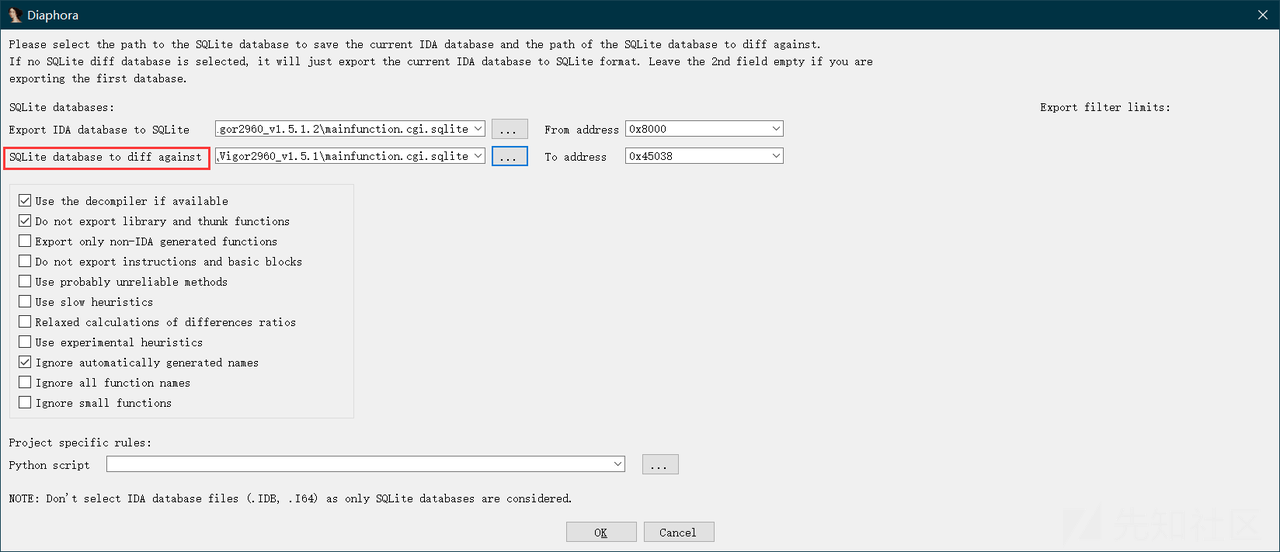 Diaphora
Please select the path to the SQLite database to save the current IDA database and the path of the SQLite database to diff against.
If no SQLite diff database is selected, it will just export the current IDA database to SQLite format. Leave the 2nd field empty if you are
exporting the first database.
SQLite databases:
Export filter limits:
Export IDA database to SQLite gor2960_v1.5.1.2\mainfunction.cgi.sqlite ... From address 0x8000
SQLite database to diff against Vigor2960_v1.5.1\mainfunction.cgi.sqlite ... To address 0x45038
Use the decompiler if available
Do not export library and thunk functions
Export only non-IDA generated functions
Do not export instructions and basic blocks
Use probably unreliable methods
Use slow heuristics
Relaxed calculations of differences ratios
Use experimental heuristics
Ignore automatically generated names
Ignore all function names
Ignore small functions
Project specific rules:
Python script ...
NOTE: Don't select IDA database files (.IDB, .I64) as only SQLite databases are considered.
OK Cancel
先知社区